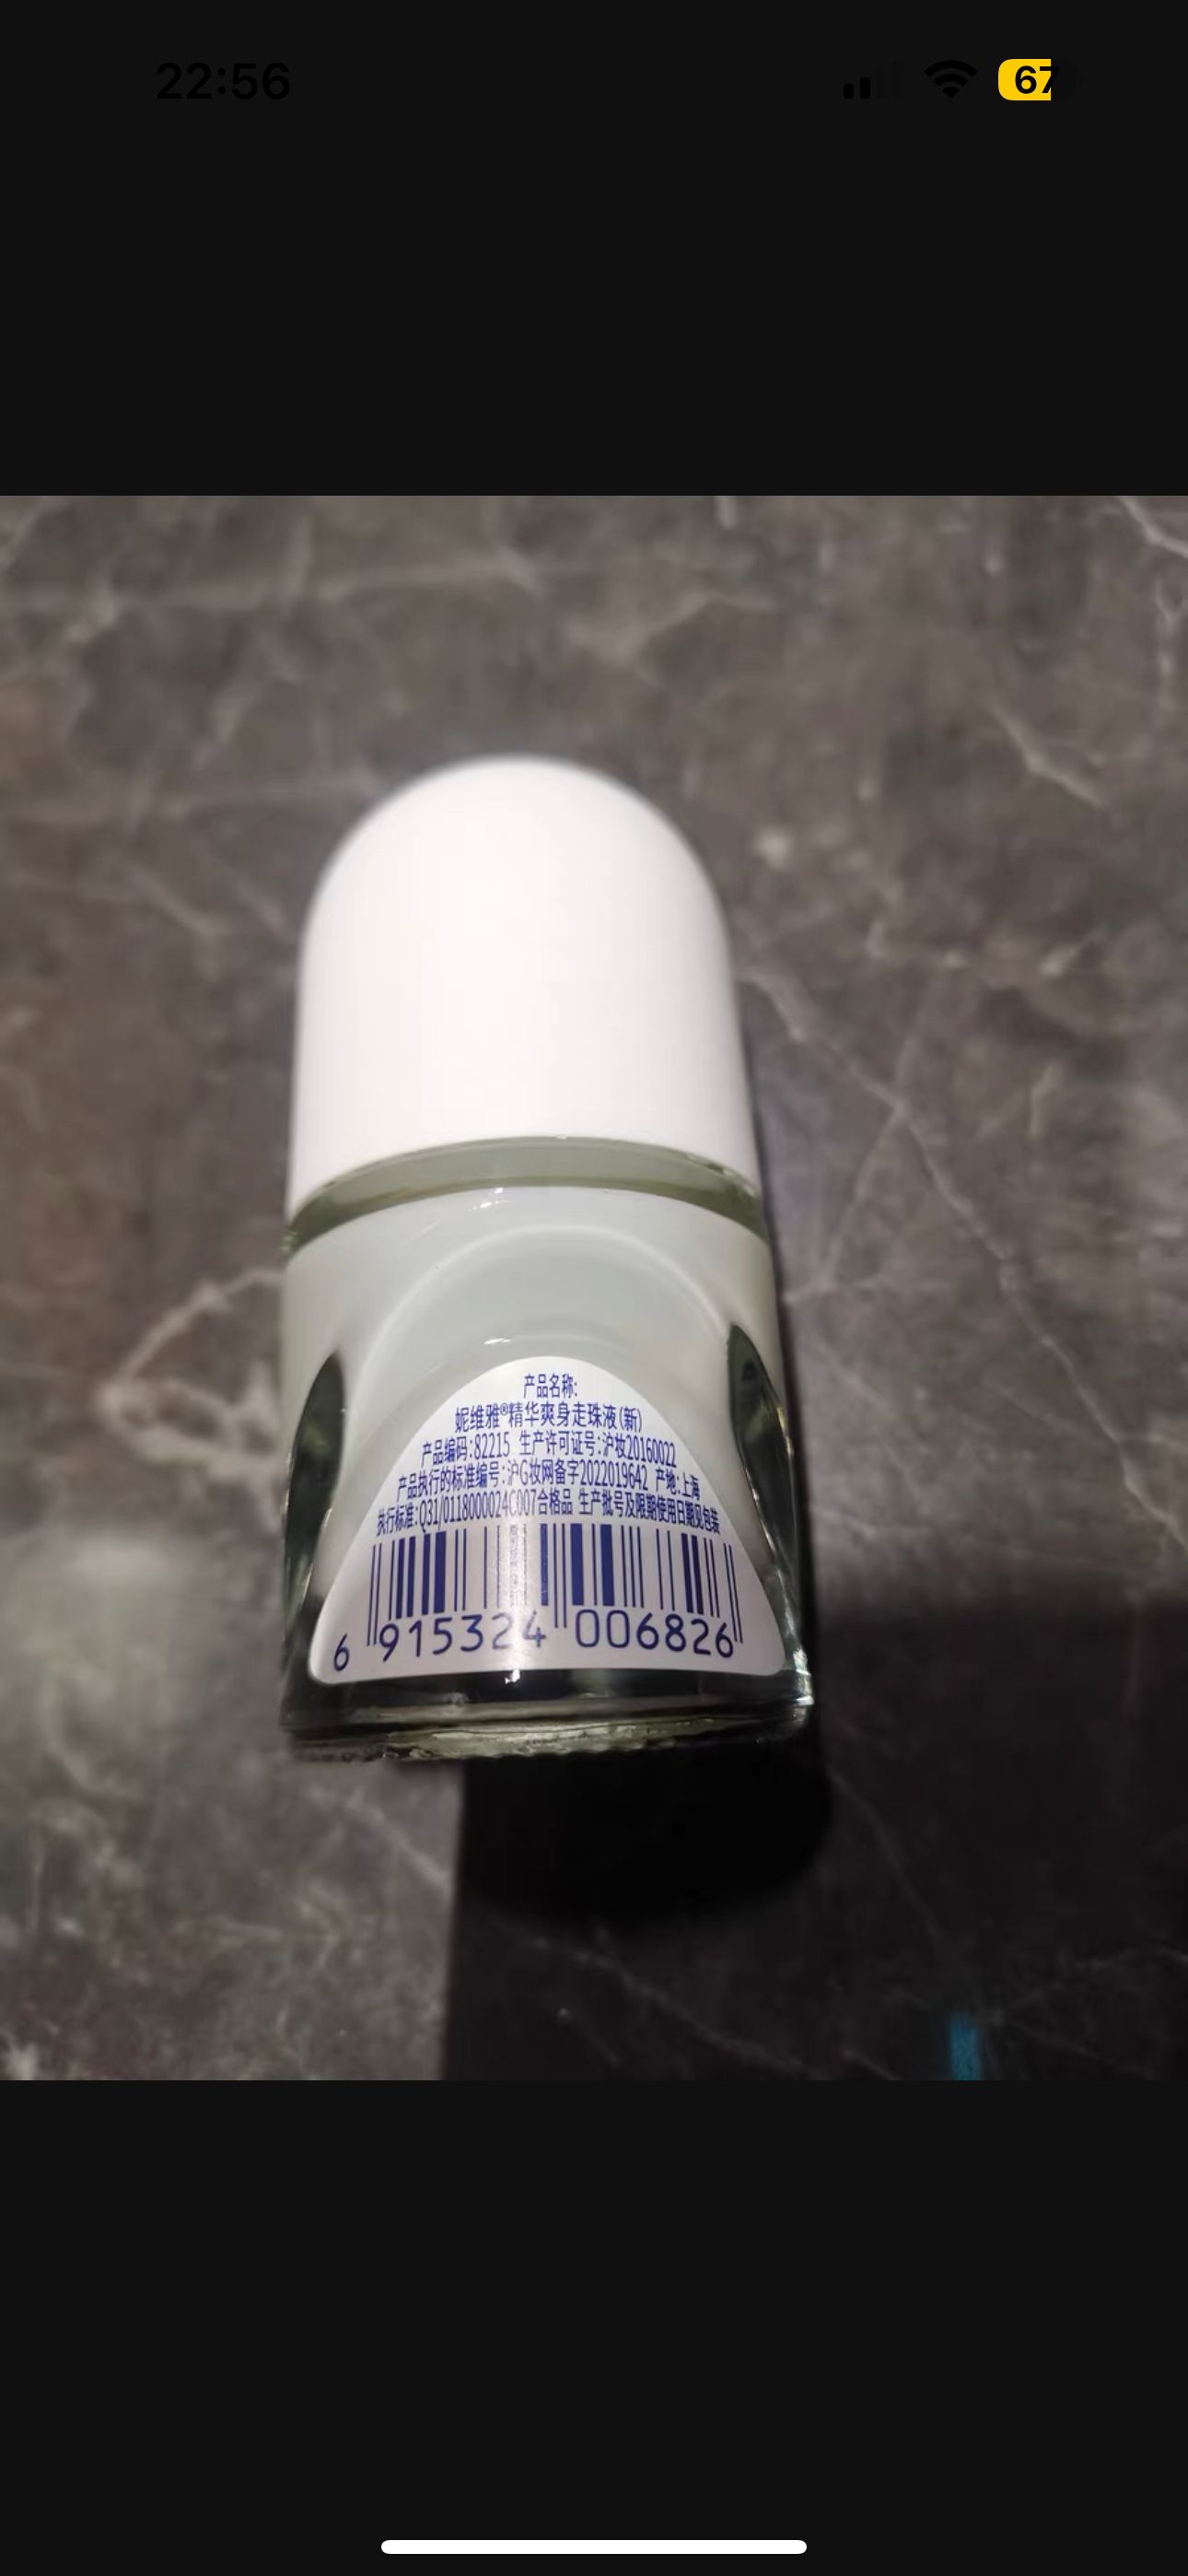 22:56
67
产品名称:
妮维雅®精华爽身走珠液(新)
产品编码:82215 生产许可证号:沪妆20160022
产品执行的标准编号:沪G妆网备字2022019642 产地:上海
执行标准:Q31/0118000024C007合格品 生产批号及限期使用日期见包装
6 915324 006826